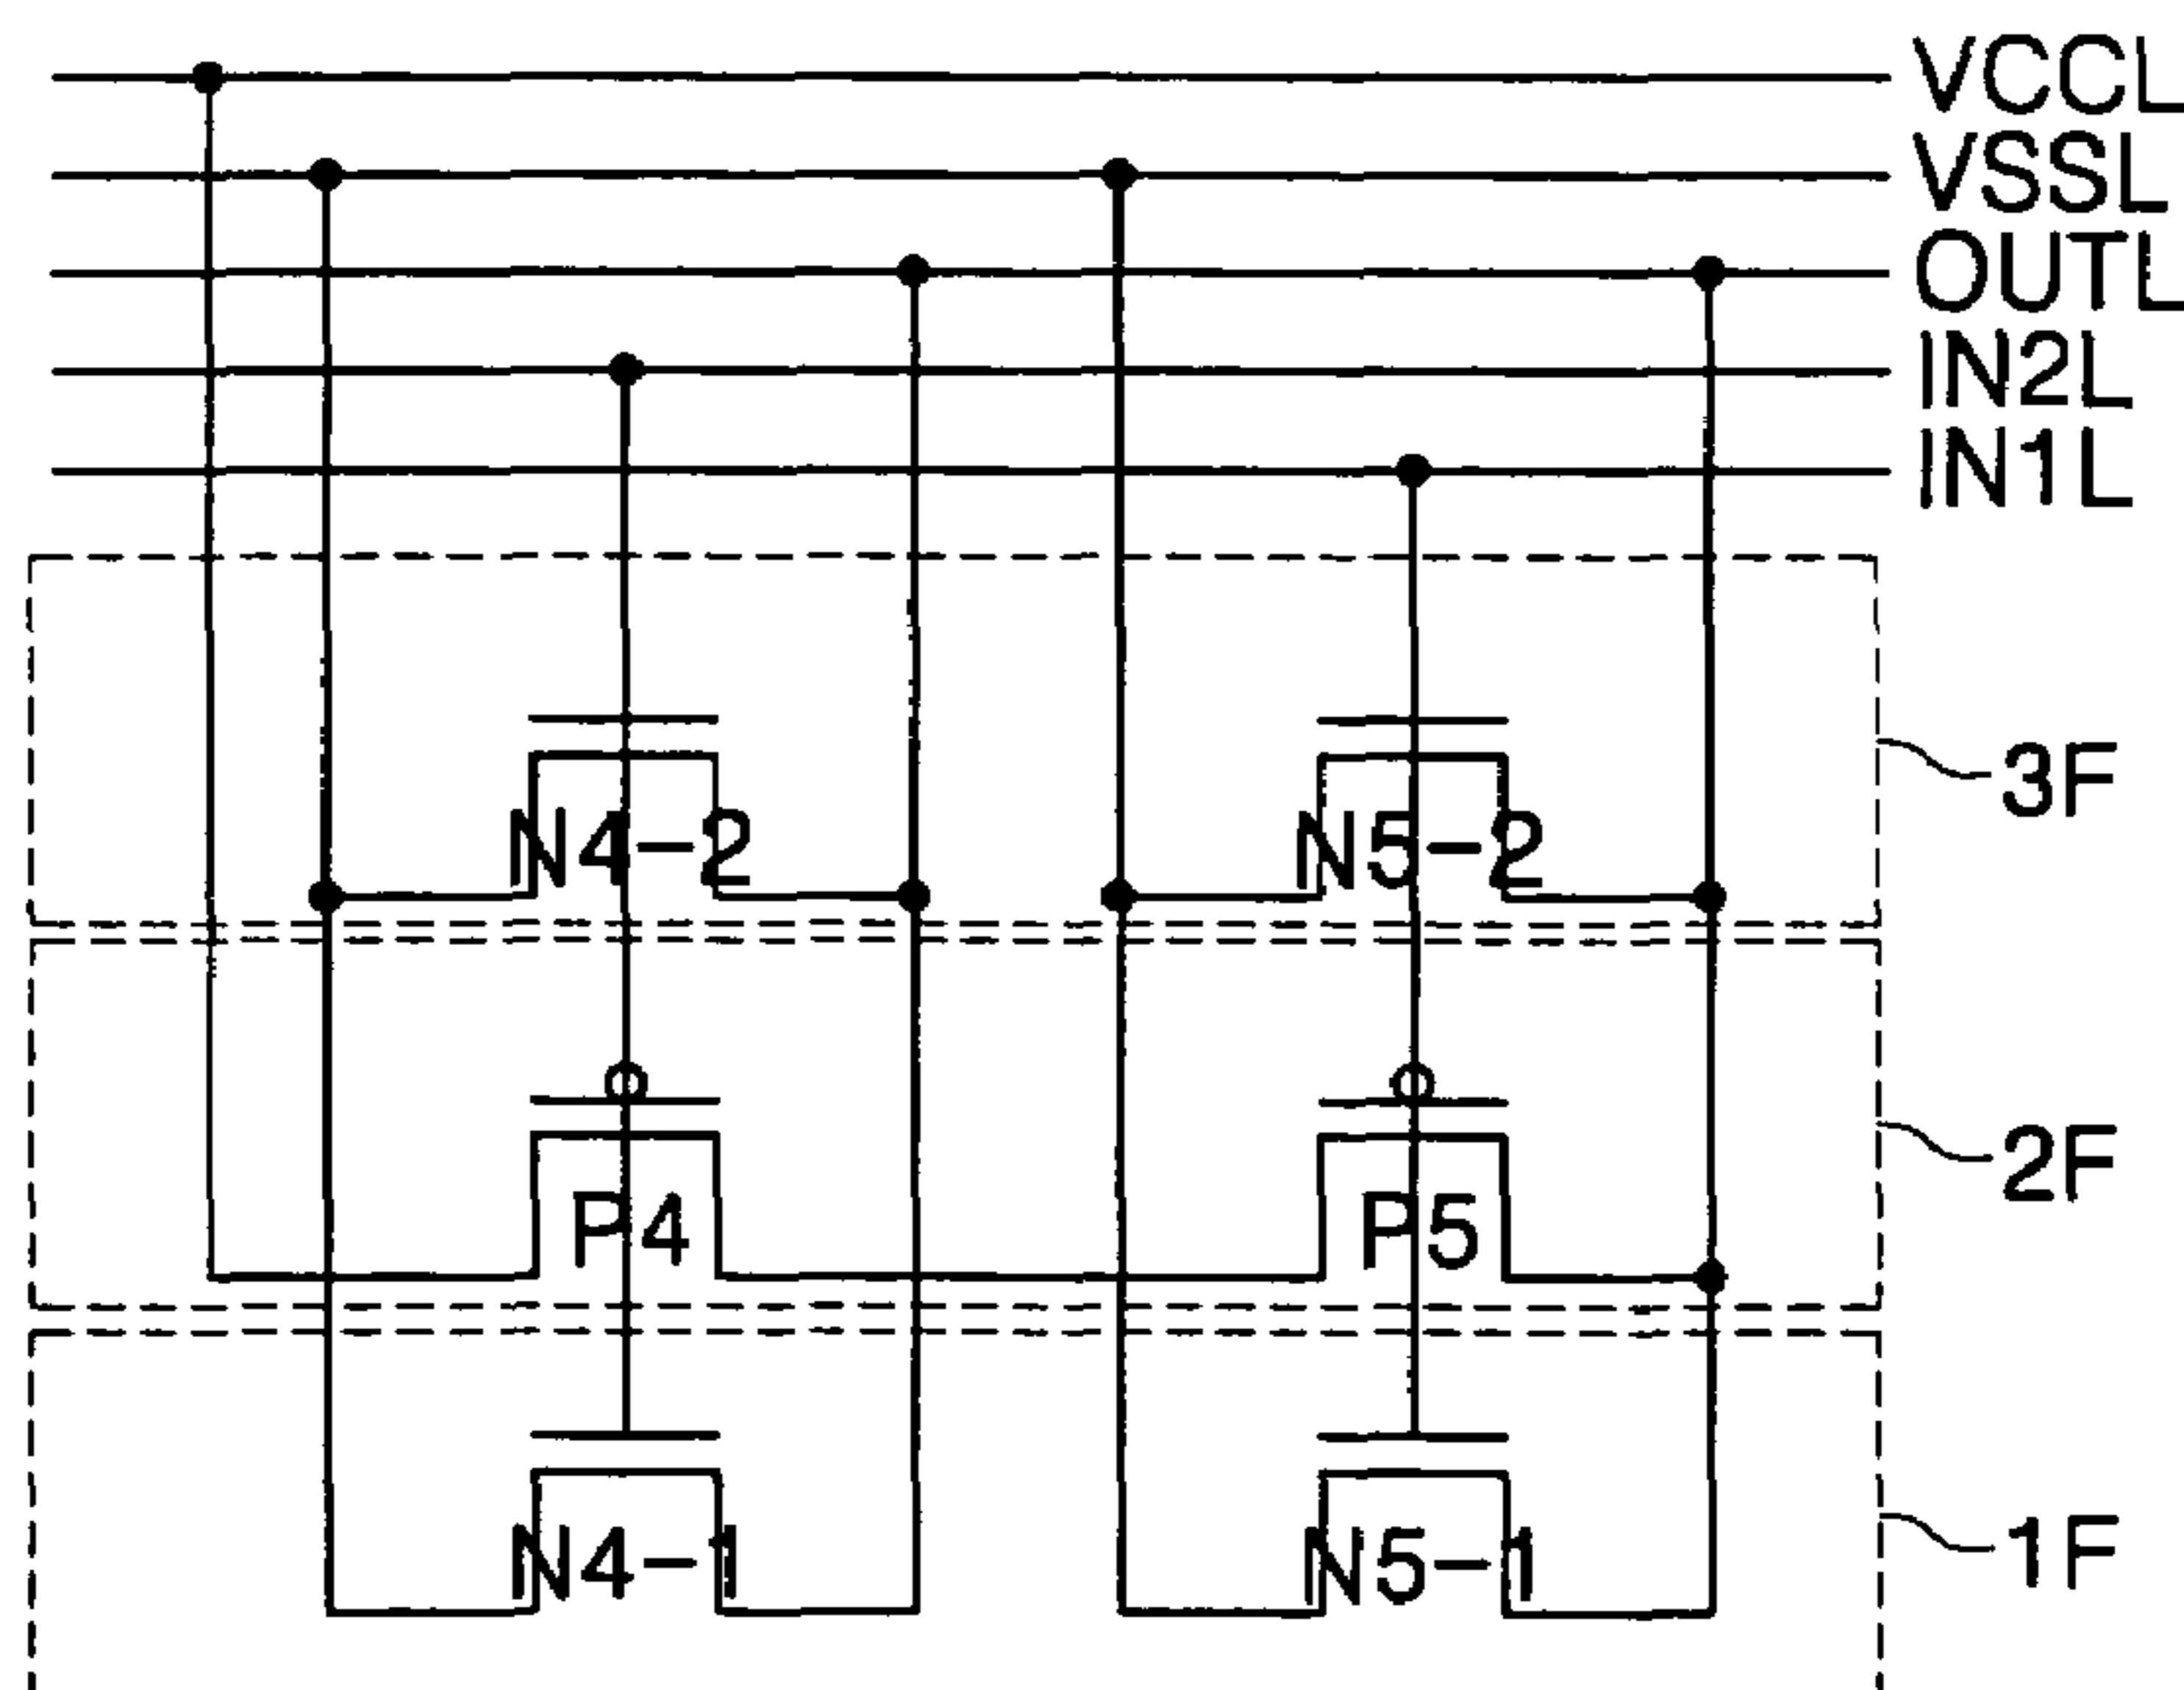 VCCL
VSSL
OUTL
IN2L
IN1L
3F
N4-2
N5-2
2F
P4
P5
1F
N4-1
N5-1